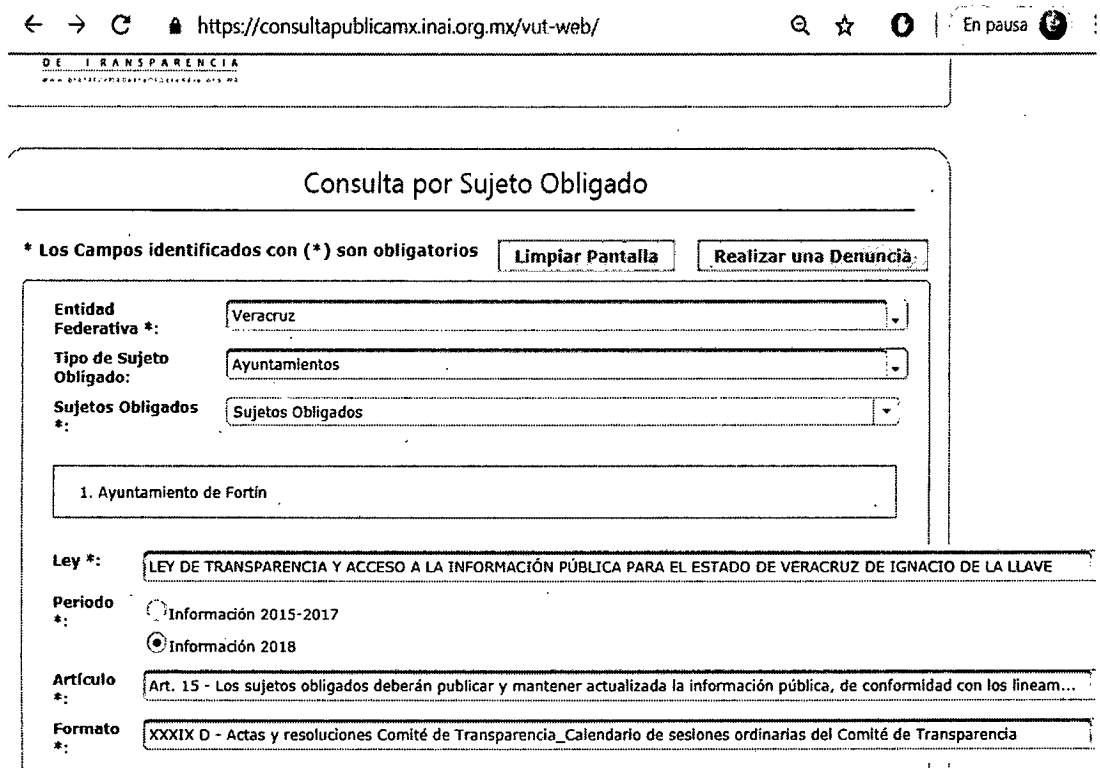 https://consultapublicamx.inai.org.mx/vut-web/
En pausa
DE TRANSPARENCIA
Consulta por Sujeto Obligado
* Los Campos identificados con (*) son obligatorios
Limpiar Pantalla
Realizar una Denuncia
Entidad
Federativa *:
Veracruz
Tipo de Sujeto
Obligado:
Ayuntamientos
Sujetos Obligados
*:
Sujetos Obligados
1. Ayuntamiento de Fortín
Ley *:
LEY DE TRANSPARENCIA Y ACCESO A LA INFORMACIÓN PÚBLICA PARA EL ESTADO DE VERACRUZ DE IGNACIO DE LA LLAVE
Periodo
*:
Información 2015-2017
Información 2018
Artículo
*:
Art. 15 - Los sujetos obligados deberán publicar y mantener actualizada la información pública, de conformidad con los lineam...
Formato
*:
XXXIX D - Actas y resoluciones Comité de Transparencia_Calendario de sesiones ordinarias del Comité de Transparencia